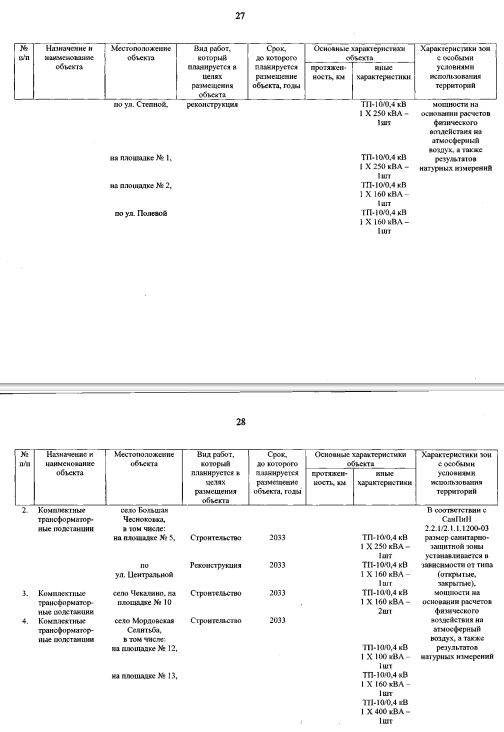 27
№ п/п
Назначение и наименование объекта
Местоположение объекта
Вид работ, который планируется в целях размещения объекта
Срок, до которого планируется размещение объекта, годы
Основные характеристики объекта
протяжен-ность, км
иные характеристики
Характеристики зон с особыми условиями использования территорий
по ул. Степной,
реконструкция
ТП-10/0,4 кВ
1 X 250 кВА –
1шт
мощности на
основании расчетов
физического
воздействия на
атмосферный
воздух, а также
результатов
натурных измерений
на площадке № 1,
ТП-10/0,4 кВ
1 X 250 кВА –
1шт
на площадке № 2,
ТП-10/0,4 кВ
1 X 160 кВА –
1шт
по ул. Полевой
ТП-10/0,4 кВ
1 X 160 кВА –
1шт
28
№ п/п
Назначение и наименование объекта
Местоположение объекта
Вид работ, который планируется в целях размещения объекта
Срок, до которого планируется размещение объекта, годы
Основные характеристики объекта
протяжен-ность, км
иные характеристики
Характеристики зон с особыми условиями использования территорий
2.
Комплектные
трансформатор-
ные подстанции
село Большая
Чесноковка,
в том числе:
на площадке № 5,
Строительство
2033
ТП-10/0,4 кВ
1 X 250 кВА –
1шт
по
ул. Центральной
Реконструкция
2033
ТП-10/0,4 кВ
1 X 160 кВА –
1шт
В соответствии с
СанПиН
2.2.1/2.1.1.1200-03
размер санитарно-
защитной зоны
устанавливается в
зависимости от типа
(открытые,
закрытые),
мощности на
основании расчетов
физического
воздействия на
атмосферный
воздух, а также
результатов
натурных измерений
3.
Комплектные
трансформатор-
ные подстанции
село Чекалино, на
площадке № 10
Строительство
2033
ТП-10/0,4 кВ
1 X 160 кВА –
2шт
4.
Комплектные
трансформатор-
ные подстанции
село Мордовская
Селитьба,
в том числе:
на площадке № 12,
Строительство
2033
ТП-10/0,4 кВ
1 X 100 кВА –
1шт
на площадке № 13,
ТП-10/0,4 кВ
1 X 160 кВА –
1шт
ТП-10/0,4 кВ
1 X 400 кВА –
1шт